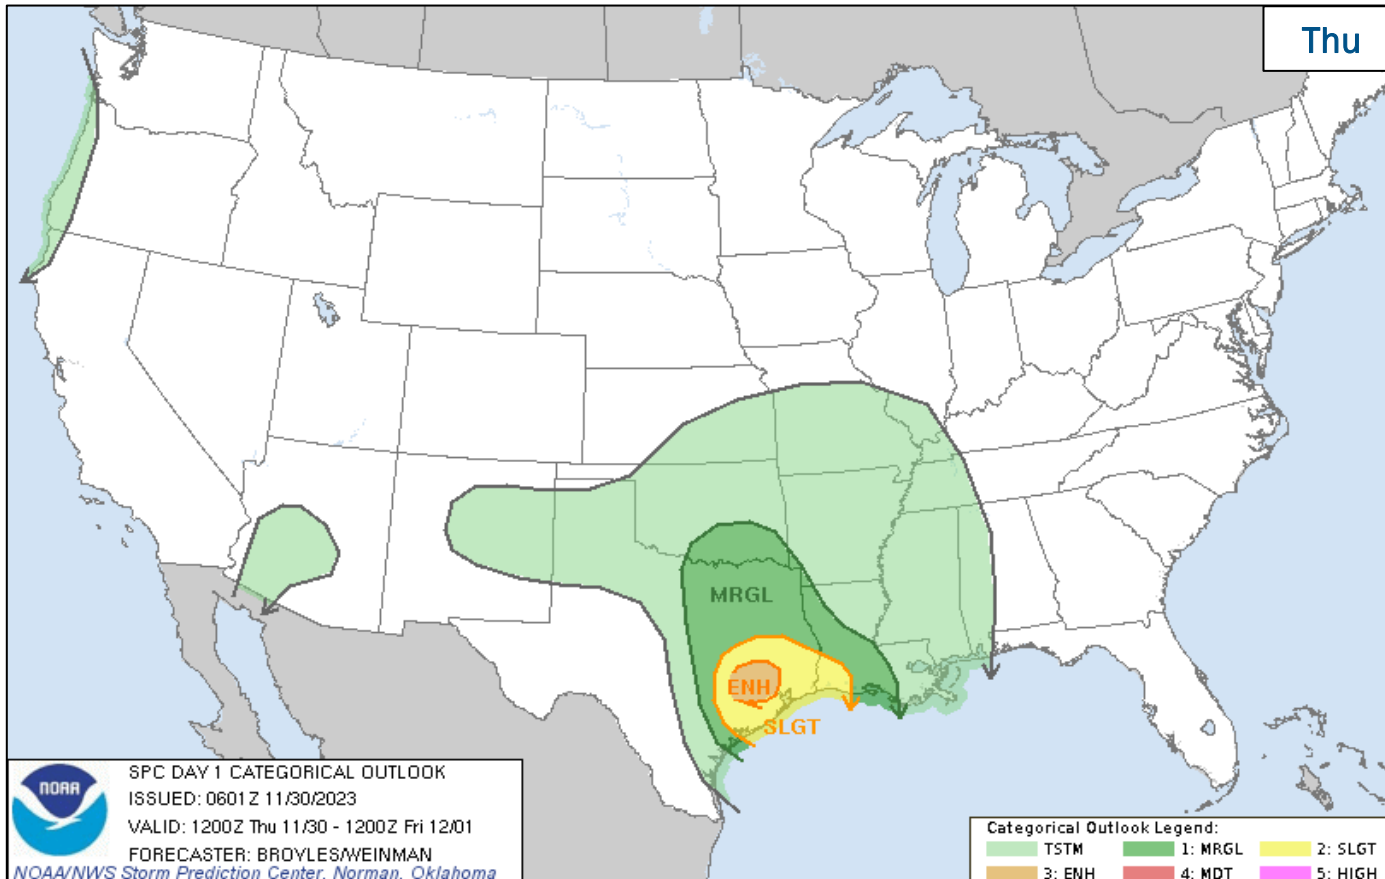 Thu
MRGL
ENH
SLGT
NOAA
SPC DAY 1 CATEGORICAL OUTLOOK
ISSUED: 0601Z 11/30/2023
VALID: 1200Z Thu 11/30 - 1200Z Fri 12/01
FORECASTER: BROYLES/WEINMAN
NOAA/NWS Storm Prediction Center, Norman, Oklahoma
Categorical Outlook Legend:
TSTM 1: MRGL 2: SLGT
3: ENH 4: MDT 5: HIGH